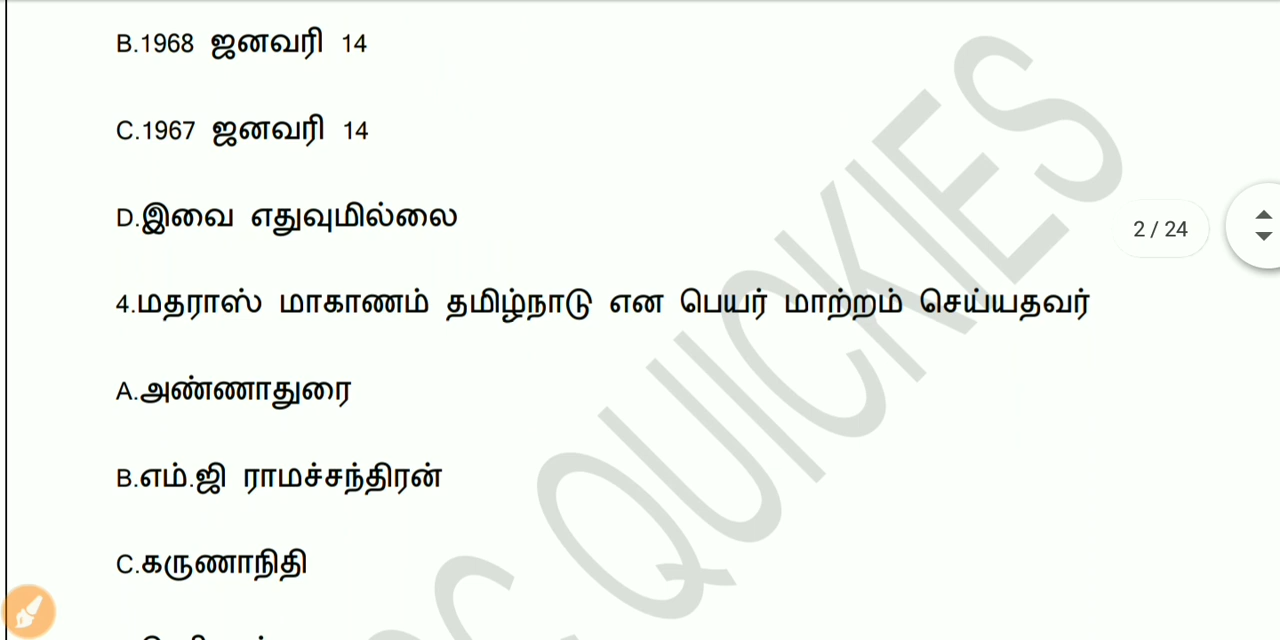 B.1968 ஜனவரி 14
C.1967 ஜனவரி 14
D.இவை எதுவுமில்லை
2 / 24
4.மதராஸ் மாகாணம் தமிழ்நாடு என பெயர் மாற்றம் செய்யதவர்
A.அண்ணாதுரை
B.எம்.ஜி ராமச்சந்திரன்
C.கருணாநிதி
QUICKIES